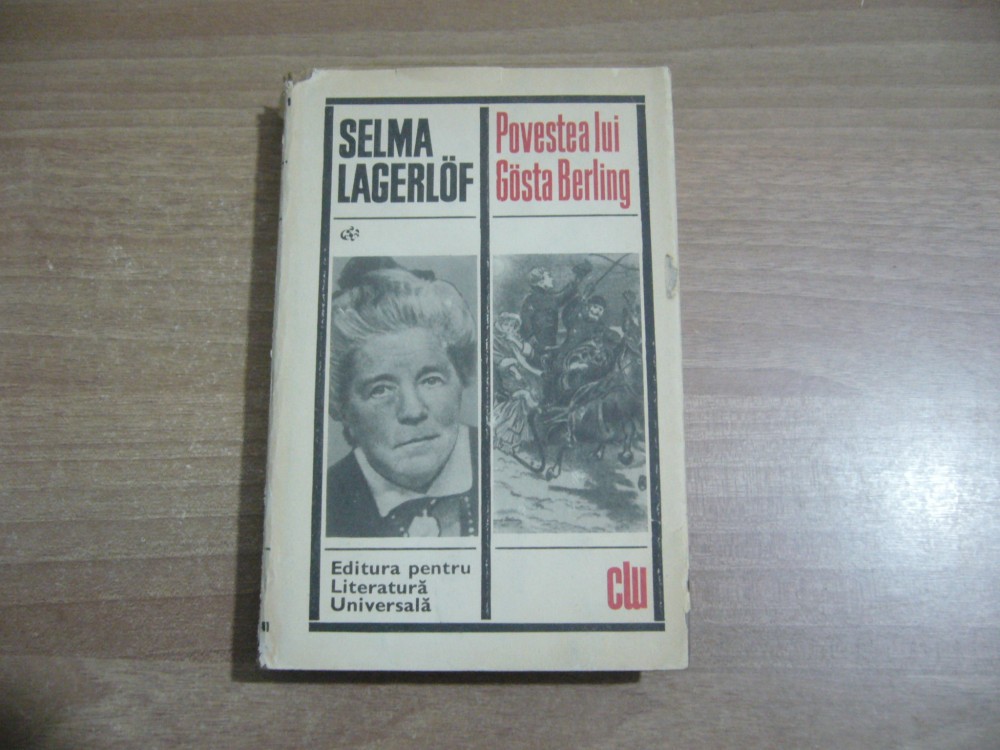 SELMA
LAGERLÖF
Povestea lui
Gösta Berling
Editura pentru
Literatură
Universală
clu